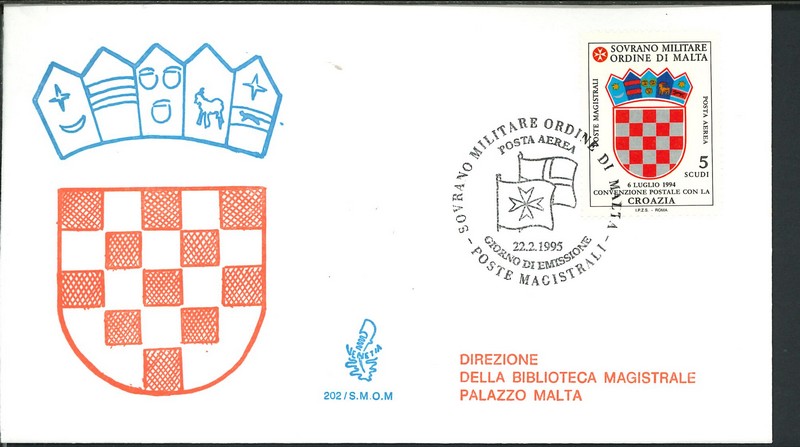 SOVRANO MILITARE
ORDINE DI MALTA
POSTE MAGISTRALI
POSTA AEREA
5
SCUDI
6 LUGLIO 1994
CONVENZIONE POSTALE CON LA
CROAZIA
I.P.Z.S. - ROMA
SOVRANO MILITARE ORDINE DI MALTA
POSTA AEREA
22.2.1995
GIORNO DI EMISSIONE
- POSTE MAGISTRALI -
VENETIA
202/S.M.O.M
DIREZIONE
DELLA BIBLIOTECA MAGISTRALE
PALAZZO MALTA